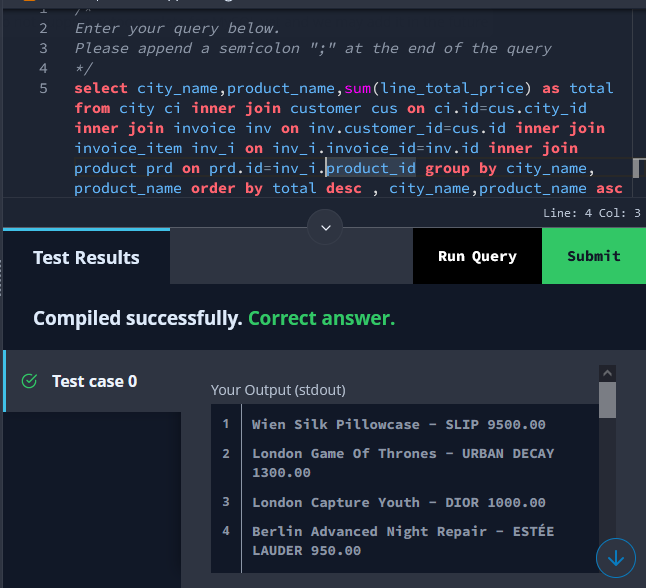 1 /*
2 Enter your query below.
3 Please append a semicolon ";" at the end of the query
4 */
5 select city_name,product_name,sum(line_total_price) as total
from city ci inner join customer cus on ci.id=cus.city_id
inner join invoice inv on inv.customer_id=cus.id inner join
invoice_item inv_i on inv_i.invoice_id=inv.id inner join
product prd on prd.id=inv_i.product_id group by city_name,
product_name order by total desc , city_name,product_name asc
Line: 4 Col: 3
Test Results
Run Query
Submit
Compiled successfully. Correct answer.
Test case 0
Your Output (stdout)
1 Wien Silk Pillowcase - SLIP 9500.00
2 London Game Of Thrones - URBAN DECAY
1300.00
3 London Capture Youth - DIOR 1000.00
4 Berlin Advanced Night Repair - ESTÉE
LAUDER 950.00